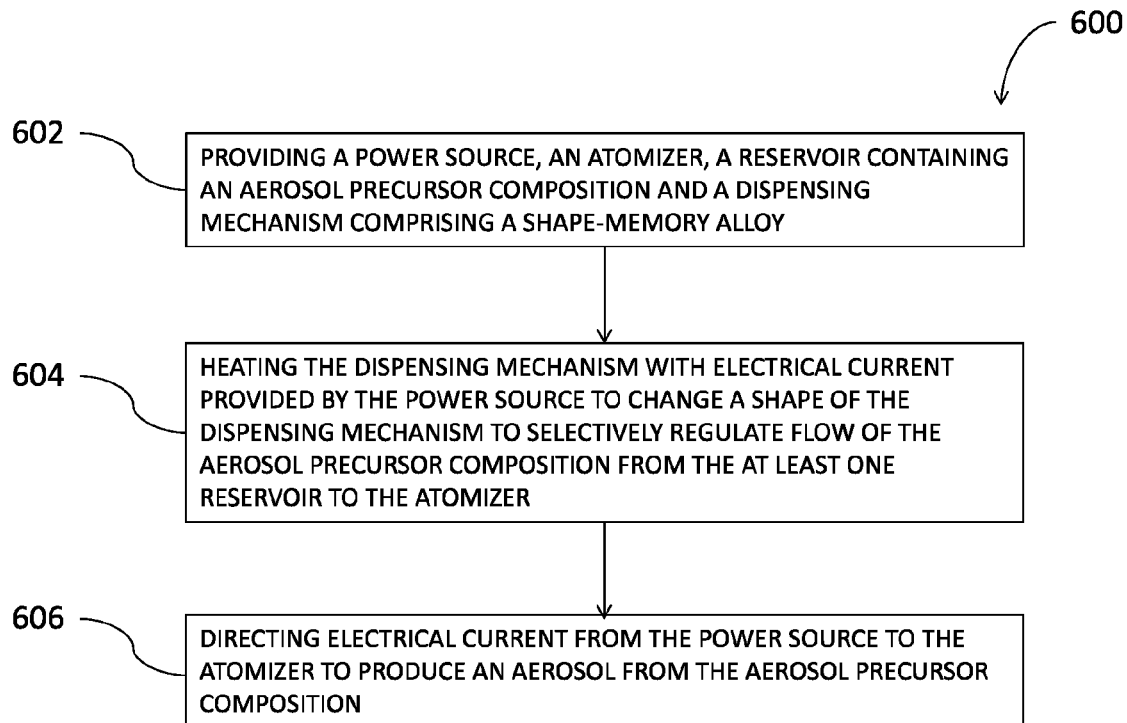 600
602
PROVIDING A POWER SOURCE, AN ATOMIZER, A RESERVOIR CONTAINING
AN AEROSOL PRECURSOR COMPOSITION AND A DISPENSING
MECHANISM COMPRISING A SHAPE-MEMORY ALLOY
604
HEATING THE DISPENSING MECHANISM WITH ELECTRICAL CURRENT
PROVIDED BY THE POWER SOURCE TO CHANGE A SHAPE OF THE
DISPENSING MECHANISM TO SELECTIVELY REGULATE FLOW OF THE
AEROSOL PRECURSOR COMPOSITION FROM THE AT LEAST ONE
RESERVOIR TO THE ATOMIZER
606
DIRECTING ELECTRICAL CURRENT FROM THE POWER SOURCE TO THE
ATOMIZER TO PRODUCE AN AEROSOL FROM THE AEROSOL PRECURSOR
COMPOSITION